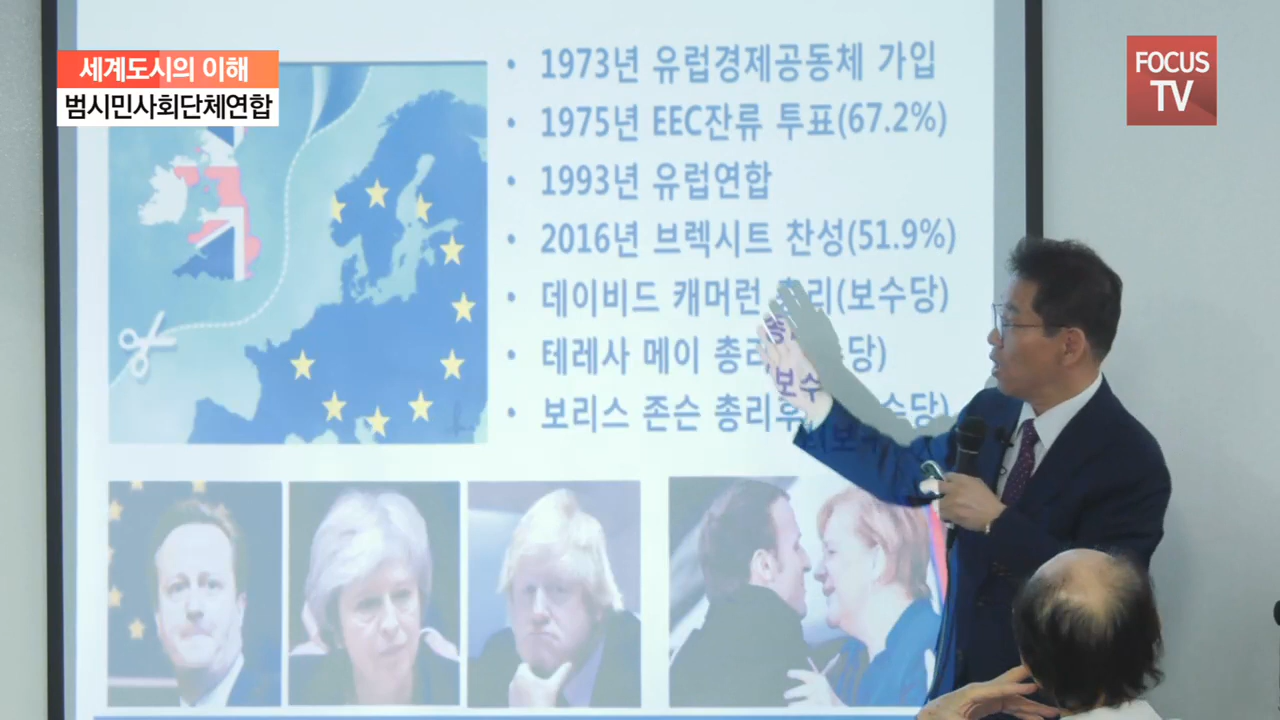 세계도시의 이해
범시민사회단체연합
FOCUS
TV
• 1973년 유럽경제공동체 가입
• 1975년 EEC잔류 투표(67.2%)
• 1993년 유럽연합
• 2016년 브렉시트 찬성(51.9%)
• 데이비드 캐머런 총리(보수당)
• 테레사 메이 총리 당)
• 보리스 존슨 총리후 수당)